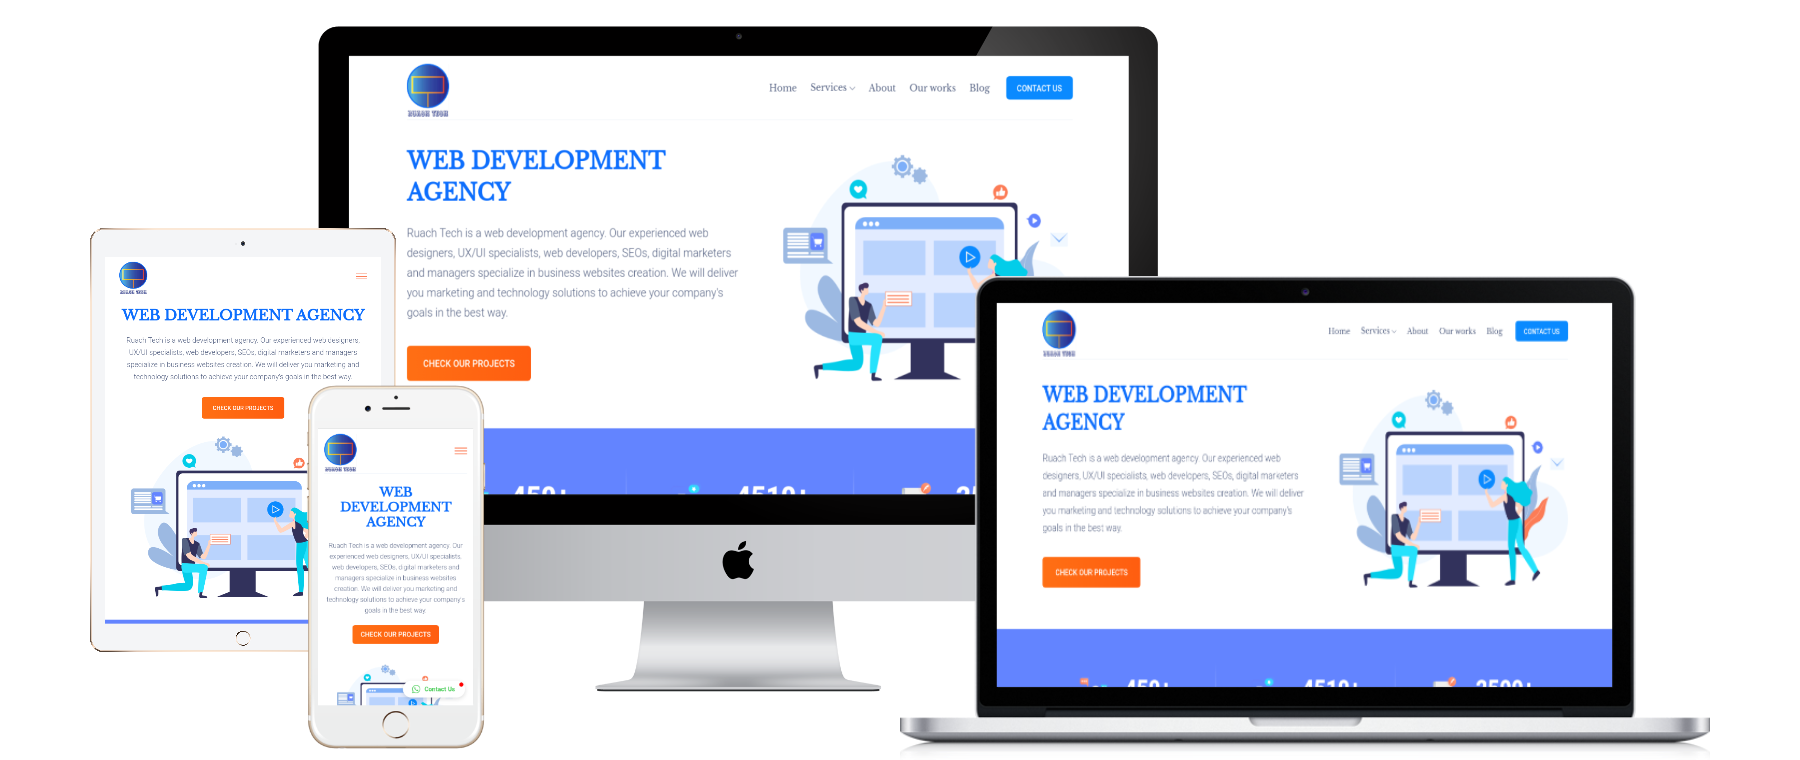 RUACH TECH
Home Services About Our works Blog CONTACT US
WEB DEVELOPMENT
AGENCY
Ruach Tech is a web development agency. Our experienced web
designers, UX/UI specialists, web developers, SEOs, digital marketers
and managers specialize in business websites creation. We will deliver
you marketing and technology solutions to achieve your company's
goals in the best way.
CHECK OUR PROJECTS
450+
4510+
RUACH TECH
WEB DEVELOPMENT AGENCY
Ruach Tech is a web development agency. Our experienced web designers,
UX/UI specialists, web developers, SEOs, digital marketers and managers
specialize in business websites creation. We will deliver you marketing and
technology solutions to achieve your company's goals in the best way.
CHECK OUR PROJECTS
RUACH TECH
WEB
DEVELOPMENT
AGENCY
Ruach Tech is a web development agency. Our
experienced web designers, UX/UI specialists,
web developers, SEOs, digital marketers and
managers specialize in business websites
creation. We will deliver you marketing and
technology solutions to achieve your company's
goals in the best way.
CHECK OUR PROJECTS
Contact Us
RUACH TECH
Home Services About Our works Blog CONTACT US
WEB DEVELOPMENT
AGENCY
Ruach Tech is a web development agency. Our experienced web
designers, UX/UI specialists, web developers, SEOs, digital marketers
and managers specialize in business websites creation. We will deliver
you marketing and technology solutions to achieve your company's
goals in the best way.
CHECK OUR PROJECTS
450+
4510+
2500+